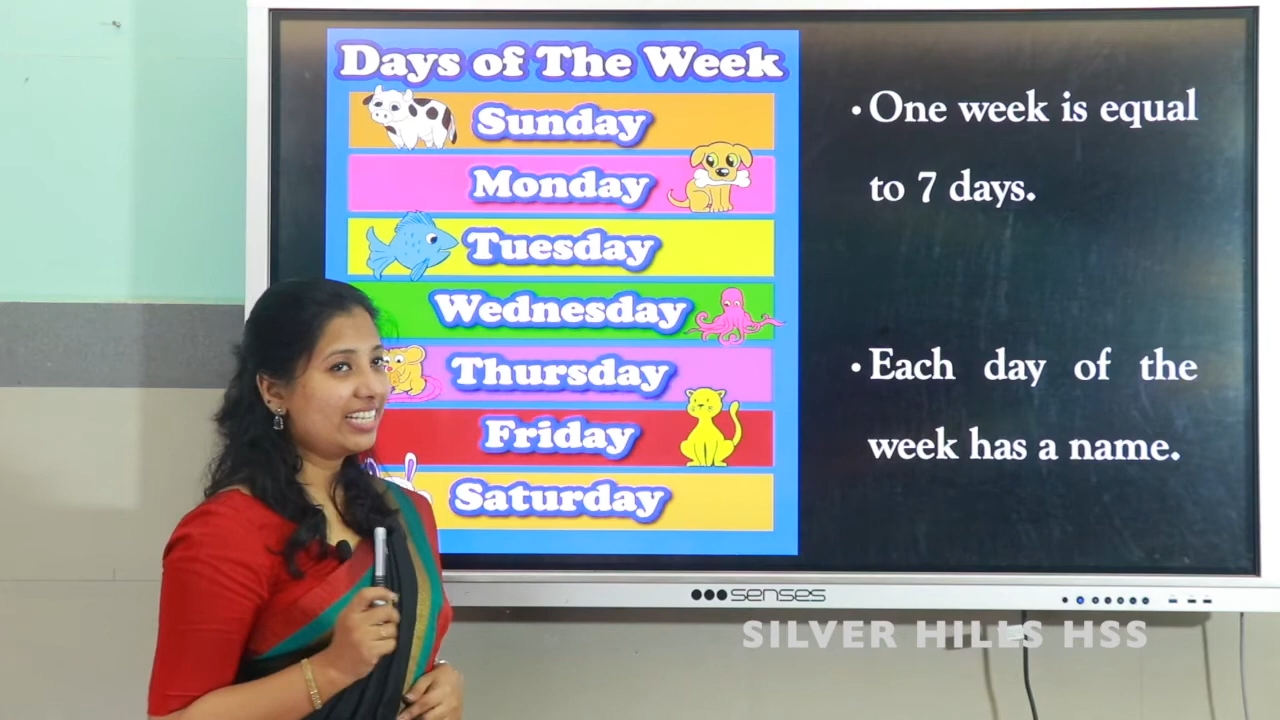 Days of The Week
Sunday
Monday
Tuesday
Wednesday
Thursday
Friday
Saturday
• One week is equal
to 7 days.
• Each day of the
week has a name.
senses
SILVER HILLS HSS